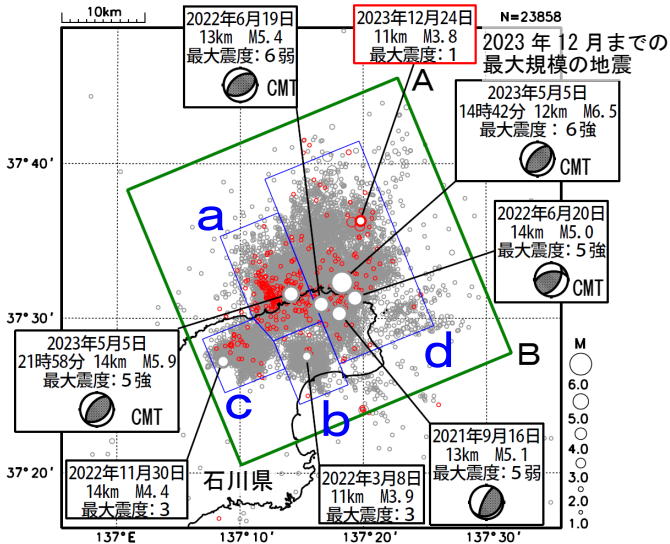 10km
N=23858
2022年6月19日
13km M5.4
最大震度：6弱
CMT
2023年12月24日
11km M3.8
最大震度：1
2023年12月までの
最大規模の地震
A
2023年5月5日
14時42分 12km M6.5
最大震度：6強
CMT
2022年6月20日
14km M5.0
最大震度：5強
CMT
37°40'
37°30'
37°20'
a
b
c
d
B
2023年5月5日
21時58分 14km M5.9
最大震度：5強
CMT
2022年11月30日
14km M4.4
最大震度：3
石川県
2022年3月8日
11km M3.9
最大震度：3
2021年9月16日
13km M5.1
最大震度：5弱
M
6.0
5.0
4.0
3.0
2.0
1.0
137°E
137°10'
137°20'
137°30'